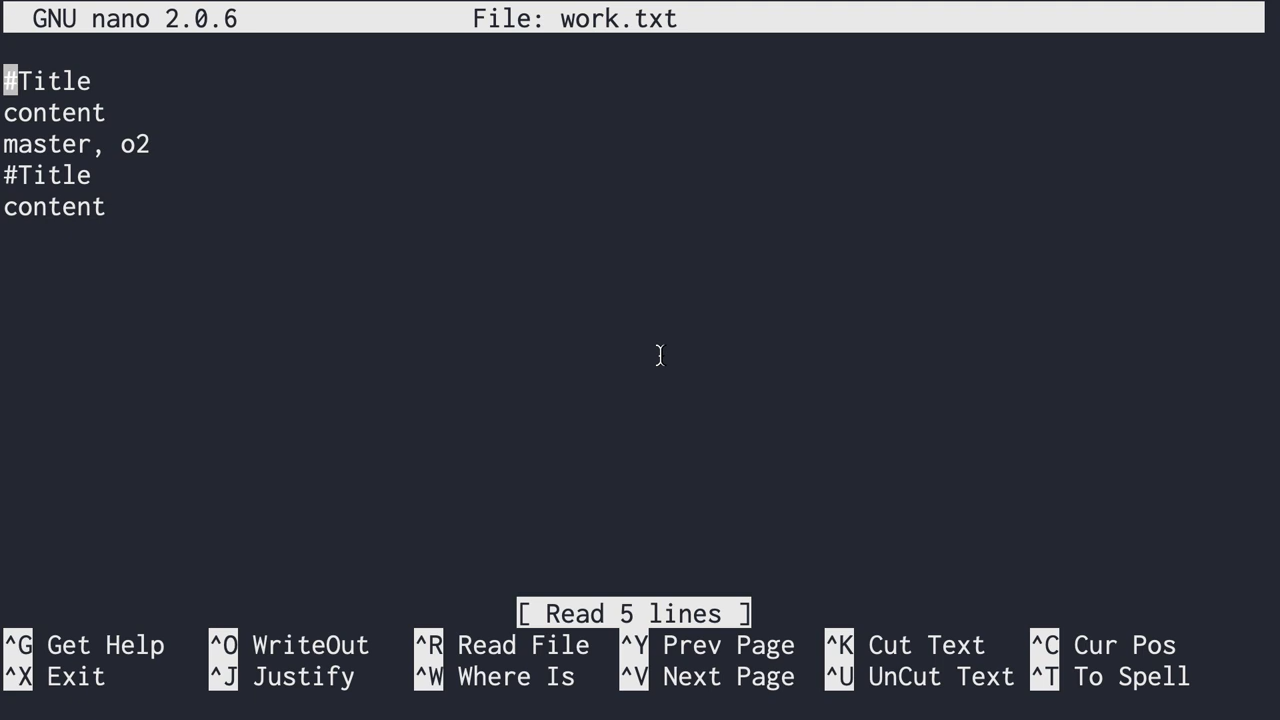 GNU nano 2.0.6 File: work.txt
#Title
content
master, o2
#Title
content
[ Read 5 lines ]
^G Get Help ^O WriteOut ^R Read File ^Y Prev Page ^K Cut Text ^C Cur Pos
^X Exit ^J Justify ^W Where Is ^V Next Page ^U UnCut Text ^T To Spell